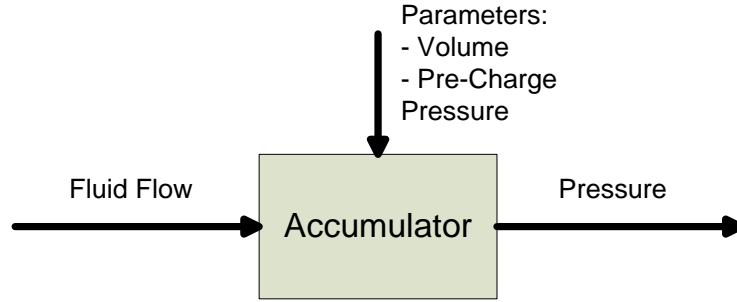 Parameters:
- Volume
- Pre-Charge
Pressure
Fluid Flow
Accumulator
Pressure